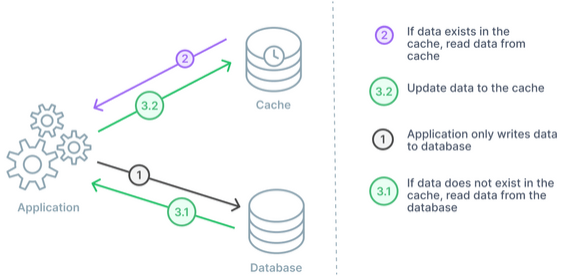 2
3.2
Cache
1
3.1
Application
Database
2
If data exists in the
cache, read data from
cache
3.2
Update data to the cache
1
Application only writes data
to database
3.1
If data does not exist in the
cache, read data from the
database